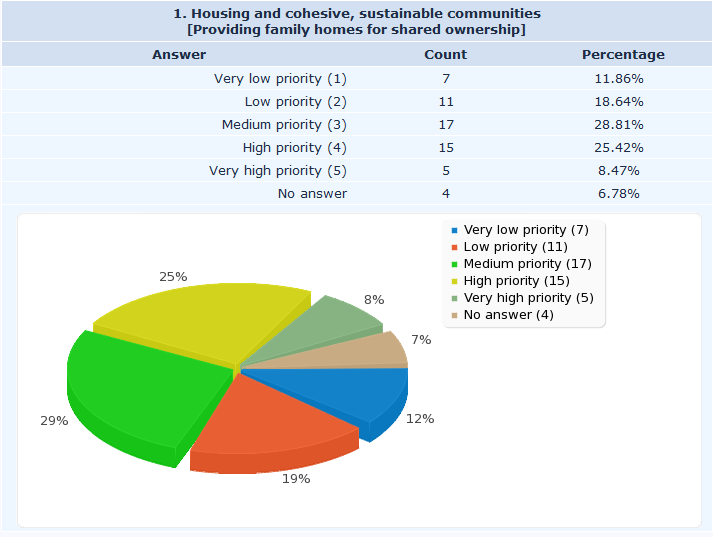 1. Housing and cohesive, sustainable communities
[Providing family homes for shared ownership]
Answer Count Percentage
Very low priority (1) 7 11.86%
Low priority (2) 11 18.64%
Medium priority (3) 17 28.81%
High priority (4) 15 25.42%
Very high priority (5) 5 8.47%
No answer 4 6.78%
Very low priority (7)
Low priority (11)
Medium priority (17)
High priority (15)
Very high priority (5)
No answer (4)
25%
8%
7%
12%
19%
29%